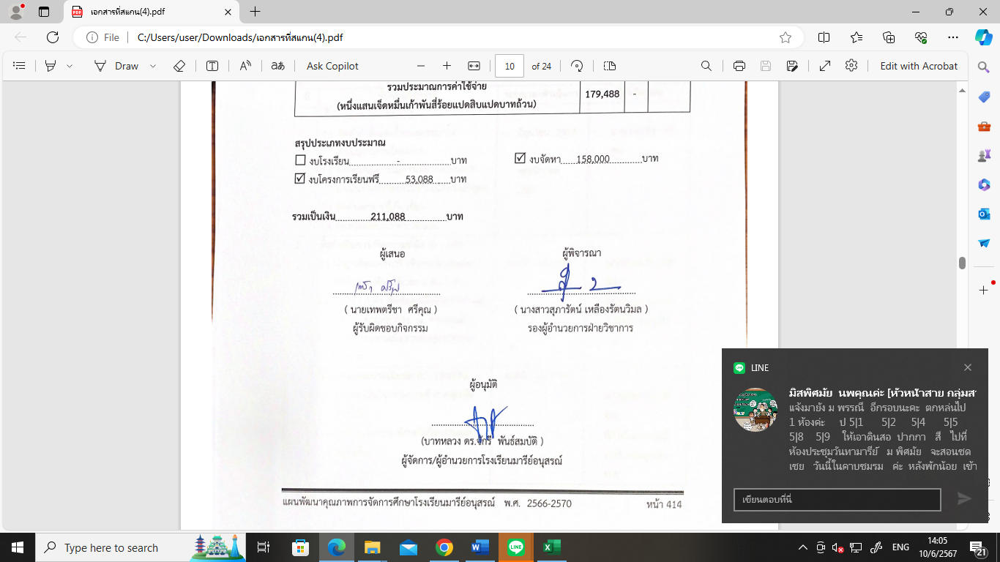 เอกสารที่สแกน(4).pdf
File
C:/Users/user/Downloads/เอกสารที่สแกน(4).pdf
Draw
Ask Copilot
10 of 24
Edit with Acrobat
รวมประมาณการค่าใช้จ่าย
(หนึ่งแสนเจ็ดหมื่นเก้าพันสี่ร้อยแปดสิบแปดบาทถ้วน)
179,488 -
สรุปประเภทงบประมาณ
งบโรงเรียน - บาท
งบจัดหา 158,000 บาท
งบโครงการเรียนฟรี 53,088 บาท
รวมเป็นเงิน 211,088 บาท
ผู้เสนอ
ผู้พิจารณา
( นายเทพตรีชา ศรีคุณ )
( นางสาวสุภารัตน์ เหลืองรัตนวิมล )
ผู้รับผิดชอบกิจกรรม
รองผู้อำนวยการฝ่ายวิชาการ
ผู้อนุมัติ
(บาทหลวง ดร.จักรี พันธ์สมบัติ )
ผู้จัดการ/ผู้อำนวยการโรงเรียนมารีย์อนุสรณ์
แผนพัฒนาคุณภาพการจัดการศึกษาโรงเรียนมารีย์อนุสรณ์ พ.ศ. 2566-2570
หน้า 414
LINE
มิสพิศมัย นพคุณค่ะ [หัวหน้าสาย กลุ่มสา
แจ้งมายัง ม พรรณี อีกรอบนะคะ ตกหล่นไป
1 ห้องค่ะ ป 5|1 5|2 5|4 5|5
5|8 5|9 ให้เอาดินสอ ปากกา สี ไปที่
ห้องประชุมวันทามารีย์ ม พิศมัย จะสอนชด
เชย วันนี้ในคาบชมรม ค่ะ หลังพักน้อย เข้า
เขียนตอบที่นี่
Type here to search
ENG
14:05
10/6/2567
21